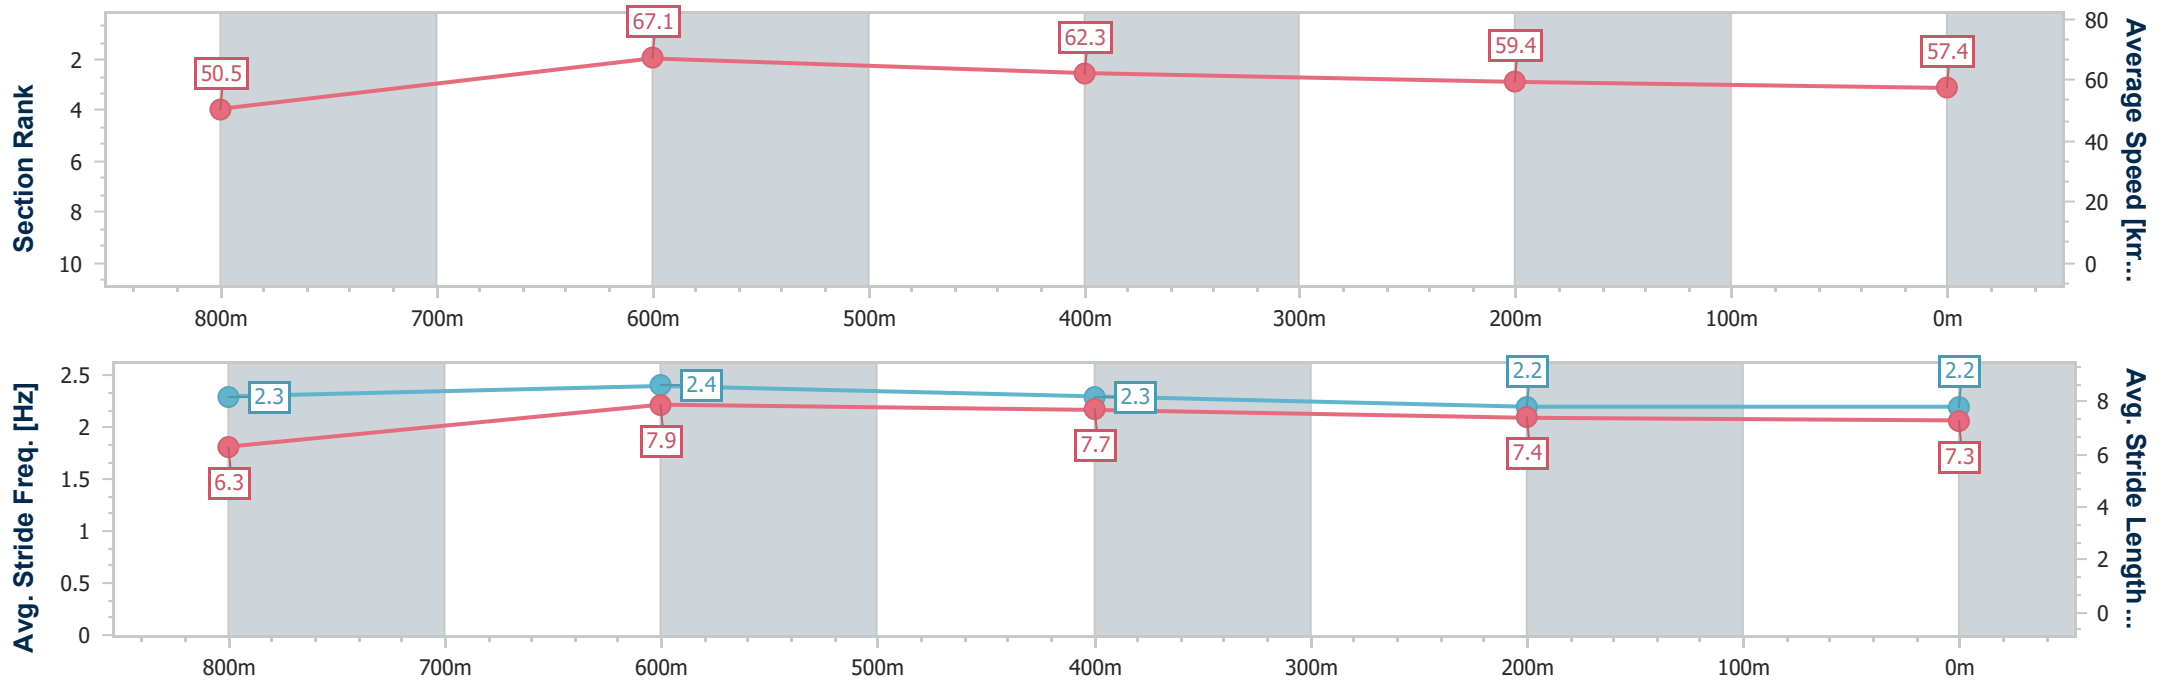 Section Rank
2
4
6
8
10
50.5
67.1
62.3
59.4
57.4
80
60
40
20
0
Average Speed [km...
800m
700m
600m
500m
400m
300m
200m
100m
0m
Avg. Stride Freq. [Hz]
2.5
2
1.5
1
0.5
0
2.3
2.4
2.3
2.2
2.2
6.3
7.9
7.7
7.4
7.3
8
6
4
2
0
Avg. Stride Length ...
800m
700m
600m
500m
400m
300m
200m
100m
0m